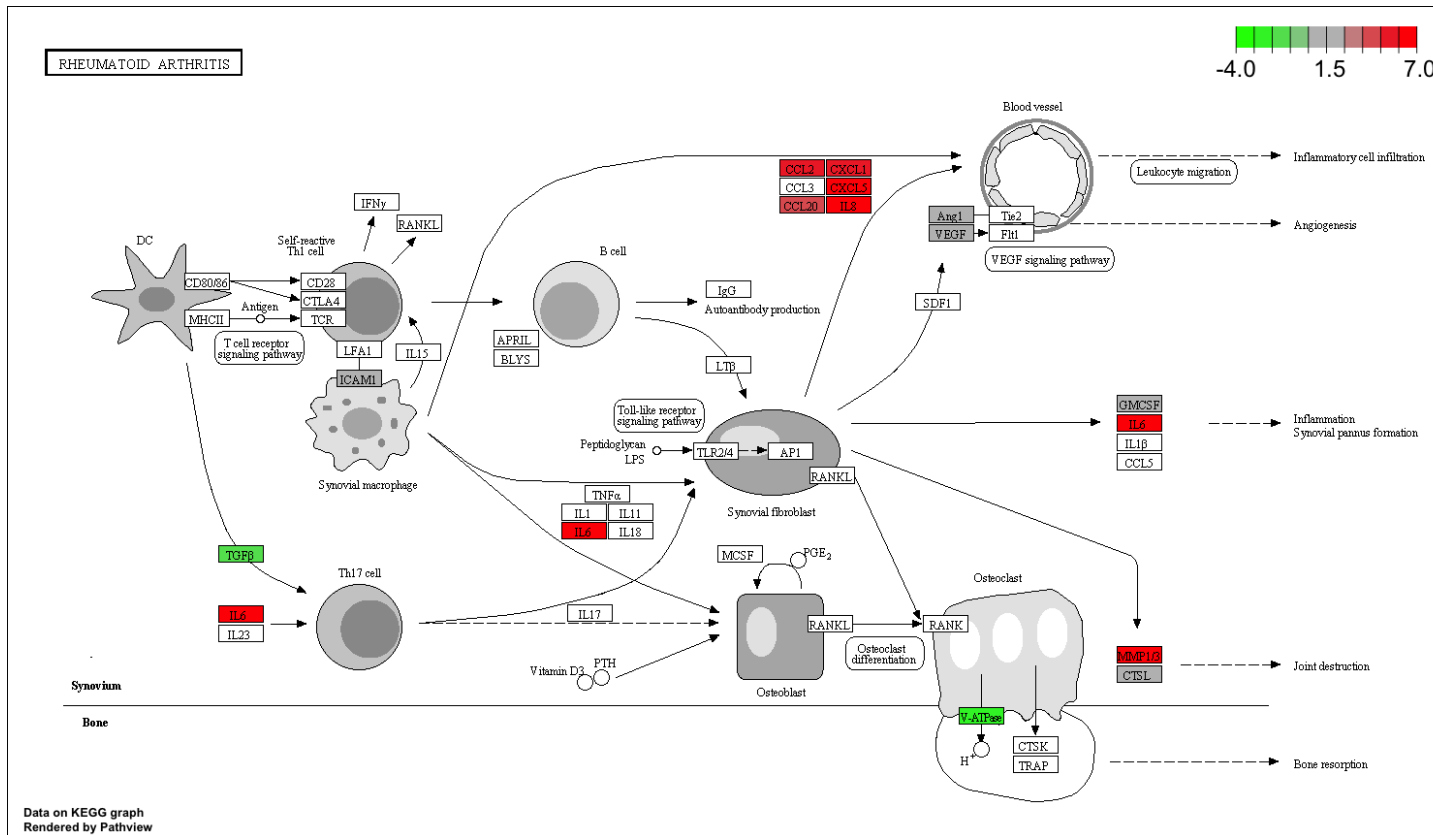 RHEUMATOID ARTHRITIS
-4.0 1.5 7.0
Blood vessel
CCL2 CXCL1
CCL3 CXCL5
CCL20 IL8
Inflammatory cell infiltration
Leukocyte migration
IFNγ
RANKL
Ang1 Tie2
VEGF Flt1
Angiogenesis
VEGF signaling pathway
DC
Self-reactive
Th1 cell
B cell
CD80/86 CD28
CTLA4
Antigen
MHCII TCR
T cell receptor
signaling pathway
LFA1
IL15
ICAM1
IgG
Autoantibody production
SDF1
APRIL
BLYS
LTβ
Toll-like receptor
signaling pathway
Peptidoglycan
LPS
TLR2/4 AP1
RANKL
GMCSF
IL6
IL1β
CCL5
Inflammation
Synovial pannus formation
Synovial macrophage
Synovial fibroblast
TNFα
IL1 IL11
IL6 IL18
TGFβ
Th17 cell
IL6
IL23
IL17
MCSF
PGE2
Osteoclast
RANKL RANK
Osteoclast
differentiation
Vitamin D3 PTH
Osteoblast
MMP1/3
CTSL
Joint destruction
Synovium
Bone
V-ATPase
H+
CTSK
TRAP
Bone resorption
Data on KEGG graph
Rendered by Pathview